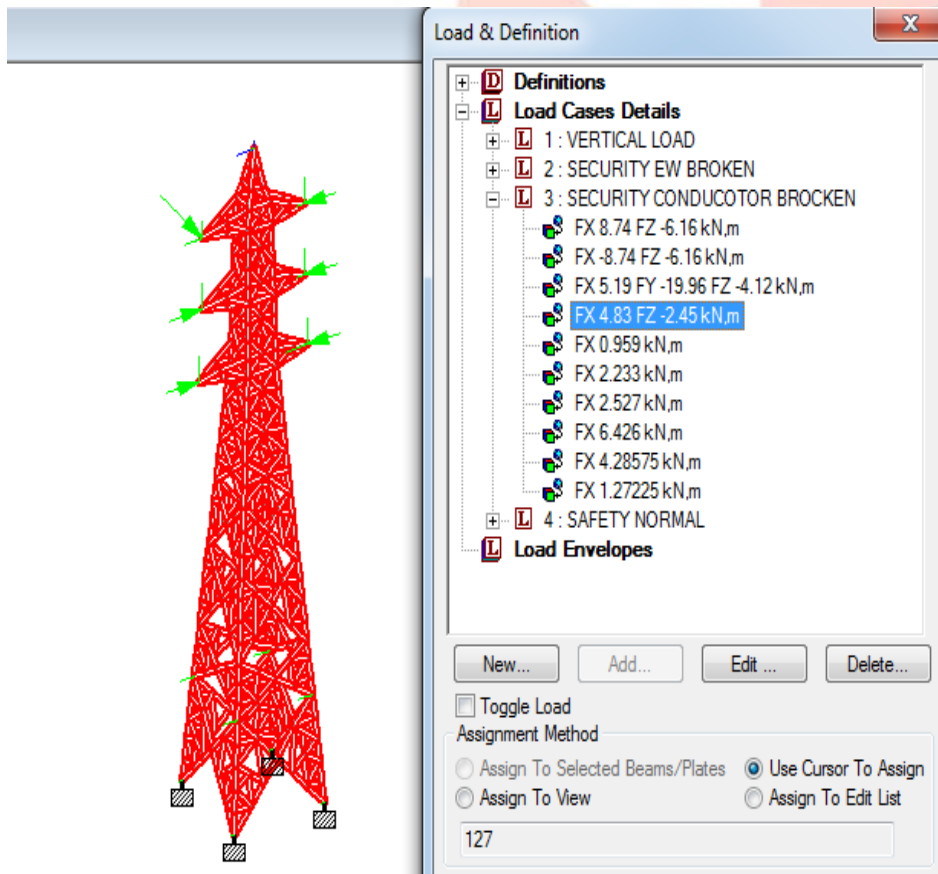 Load & Definition
X
D Definitions
L Load Cases Details
L 1 : VERTICAL LOAD
L 2 : SECURITY EW BROKEN
L 3 : SECURITY CONDUCOTOR BROCKEN
FX 8.74 FZ -6.16 kN,m
FX -8.74 FZ -6.16 kN,m
FX 5.19 FY -19.96 FZ -4.12 kN,m
FX 4.83 FZ -2.45 kN,m
FX 0.959 kN,m
FX 2.233 kN,m
FX 2.527 kN,m
FX 6.426 kN,m
FX 4.28575 kN,m
FX 1.27225 kN,m
L 4 : SAFETY NORMAL
L Load Envelopes
New... Add... Edit ... Delete...
Toggle Load
Assignment Method
Assign To Selected Beams/Plates Use Cursor To Assign
Assign To View Assign To Edit List
127